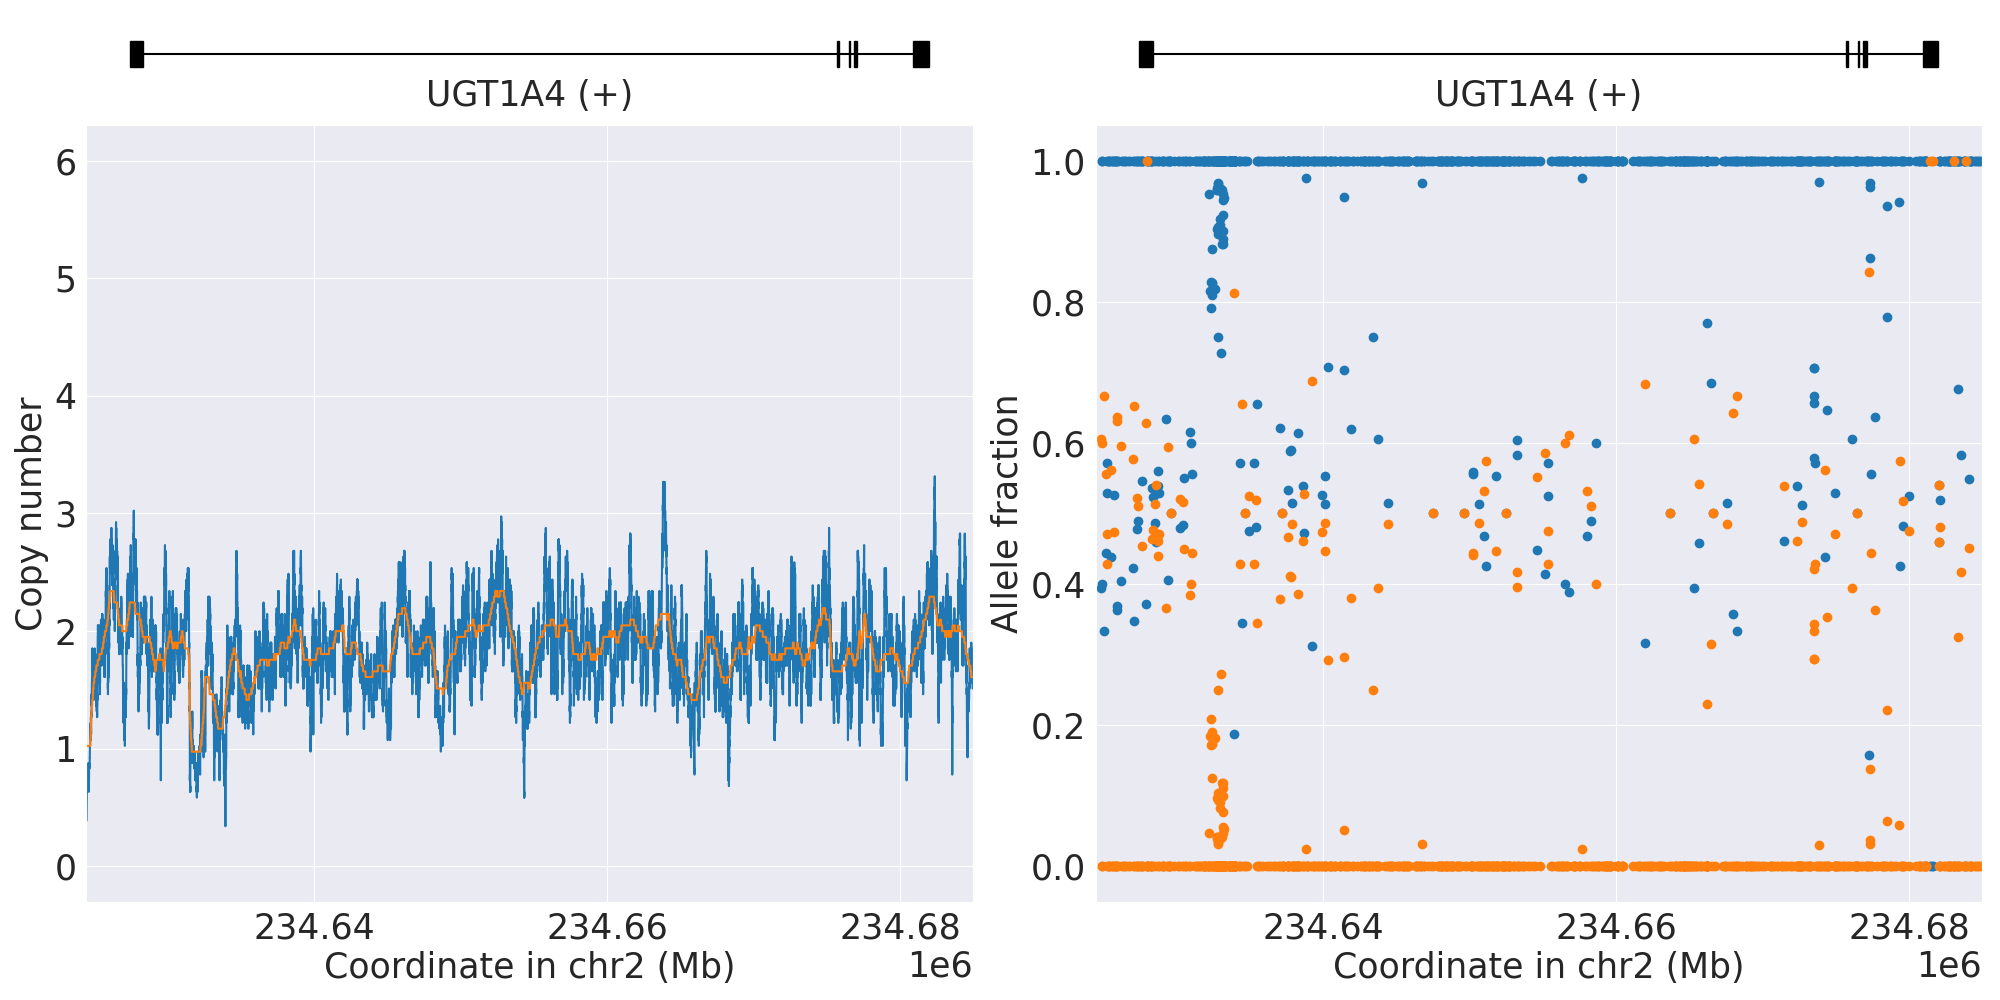 UGT1A4 (+)
6
5
4
3
2
1
0
Copy number
234.64 234.66 234.68
Coordinate in chr2 (Mb) 1e6
UGT1A4 (+)
1.0
0.8
0.6
0.4
0.2
0.0
Allele fraction
234.64 234.66 234.68
Coordinate in chr2 (Mb) 1e6